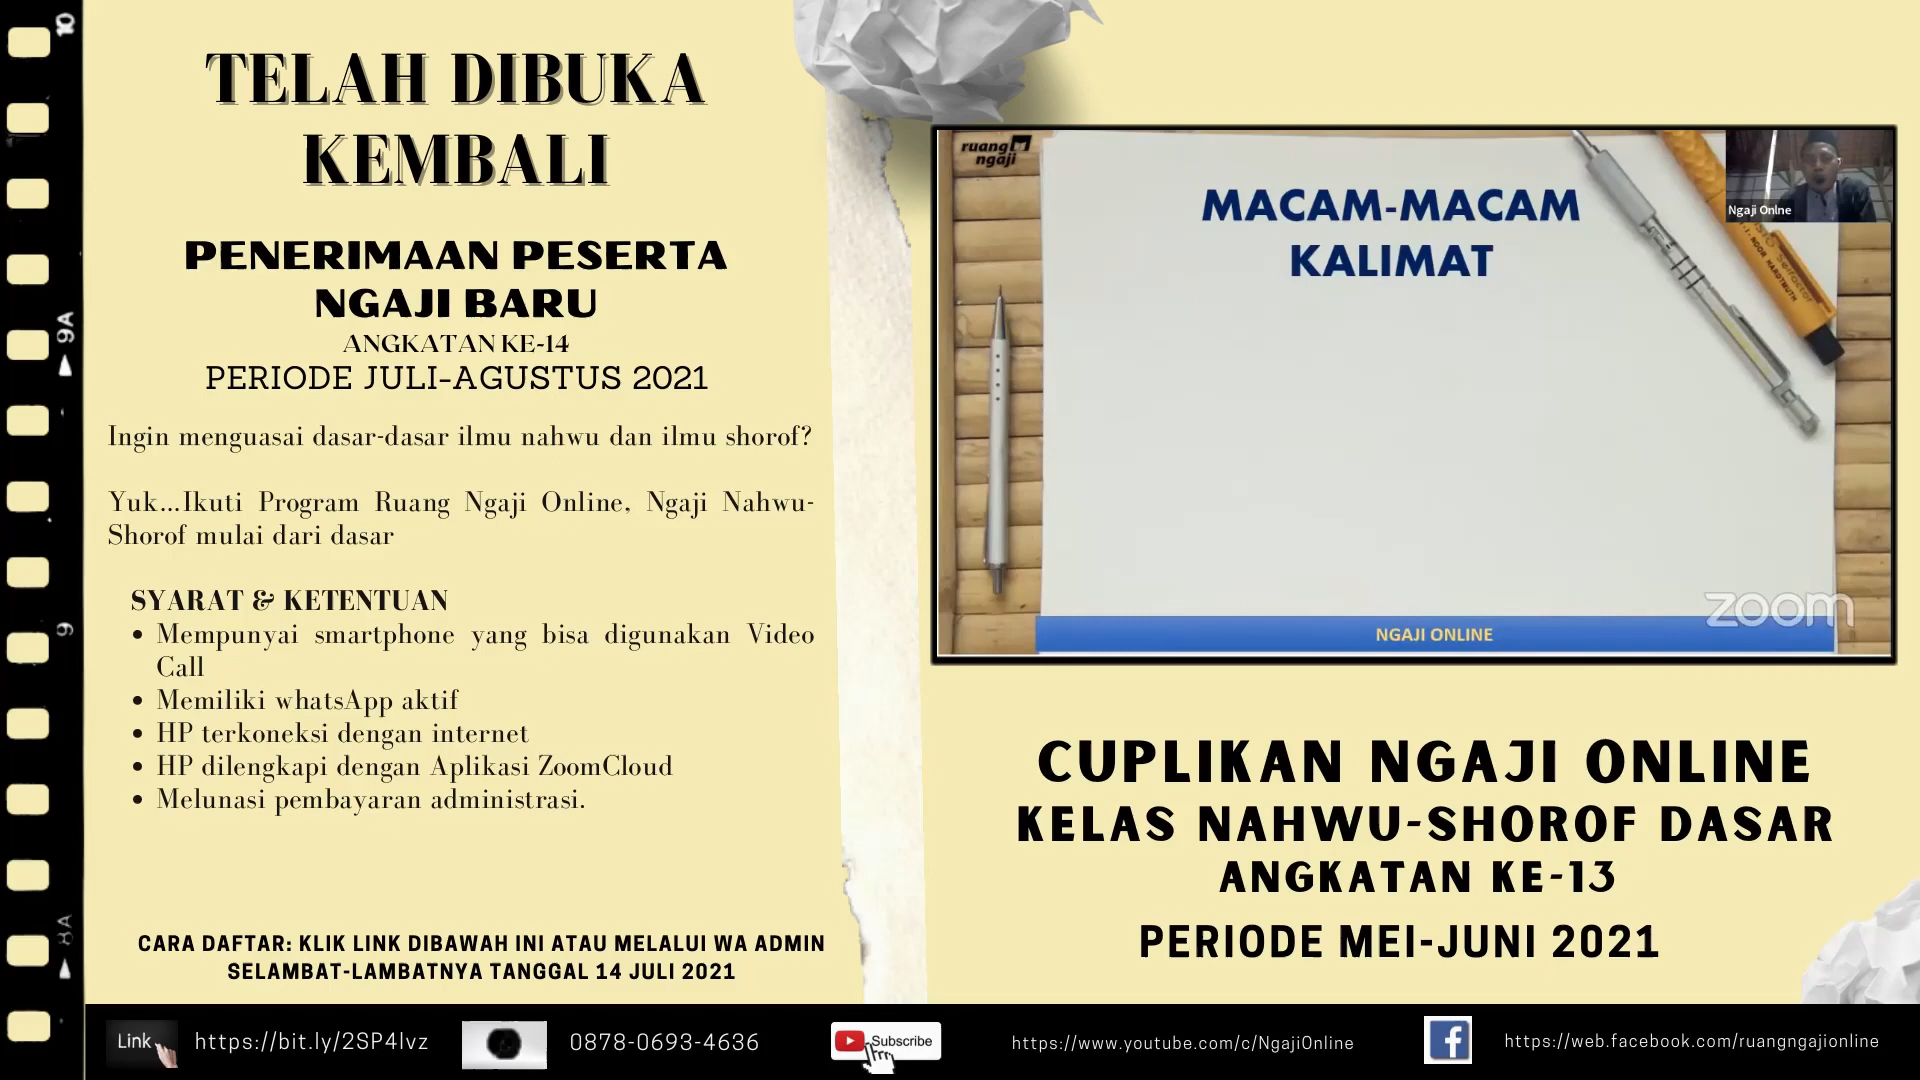 TELAH DIBUKA
KEMBALI
PENERIMAAN PESERTA
NGAJI BARU
ANGKATAN KE-14
PERIODE JULI-AGUSTUS 2021
Ingin menguasai dasar-dasar ilmu nahwu dan ilmu shorof?
Yuk...Ikuti Program Ruang Ngaji Online, Ngaji Nahwu-
Shorof mulai dari dasar
SYARAT & KETENTUAN
• Mempunyai smartphone yang bisa digunakan Video
Call
• Memiliki whatsApp aktif
• HP terkoneksi dengan internet
• HP dilengkapi dengan Aplikasi ZoomCloud
• Melunasi pembayaran administrasi.
CARA DAFTAR: KLIK LINK DIBAWAH INI ATAU MELALUI WA ADMIN
SELAMBAT-LAMBATNYA TANGGAL 14 JULI 2021
10
9A
9
8A
ruang
ngaji
MACAM-MACAM
KALIMAT
Ngaji Onlne
NGAJI ONLINE
zoom
CUPLIKAN NGAJI ONLINE
KELAS NAHWU-SHOROF DASAR
ANGKATAN KE-13
PERIODE MEI-JUNI 2021
Link
https://bit.ly/2SP4lvz
0878-0693-4636
Subscribe
https://www.youtube.com/c/NgajiOnline
https://web.facebook.com/ruangngajionline